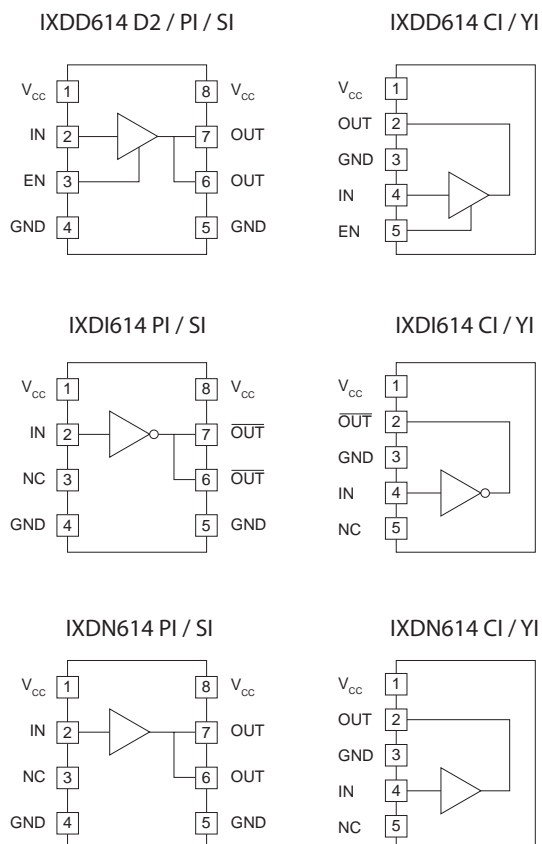 IXDD614 D2 / PI / SI
VCC 1 8 VCC
IN 2 7 OUT
EN 3 6 OUT
GND 4 5 GND
IXDD614 CI / YI
VCC 1
OUT 2
GND 3
IN 4
EN 5
IXDI614 PI / SI
VCC 1 8 VCC
IN 2 7 O̅U̅T̅
NC 3 6 O̅U̅T̅
GND 4 5 GND
IXDI614 CI / YI
VCC 1
O̅U̅T̅ 2
GND 3
IN 4
NC 5
IXDN614 PI / SI
VCC 1 8 VCC
IN 2 7 OUT
NC 3 6 OUT
GND 4 5 GND
IXDN614 CI / YI
VCC 1
OUT 2
GND 3
IN 4
NC 5